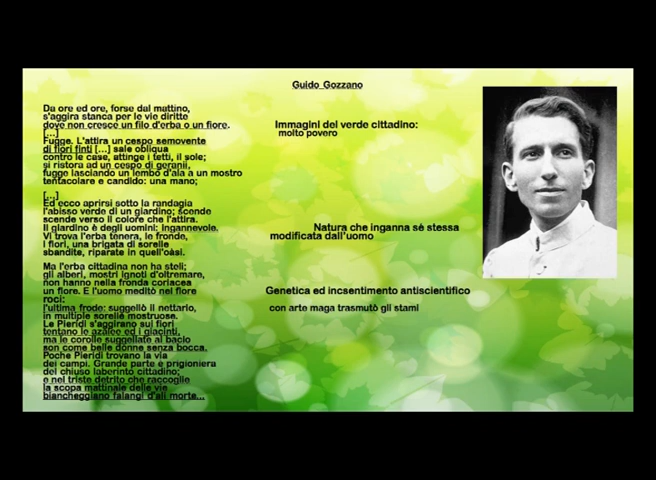 Guido Gozzano
Da ore ed ore, forse dal mattino,
s'aggira stanca per le vie diritte
dove non cresce un filo d'erba o un fiore.
[...]
Fugge. L'attira un cespo semovente
di fiori finti [...] sale obliqua
contro le case, attinge i tetti, il sole;
si ristora ad un cespo di geranii,
fugge lasciando un lembo d'ala a un mostro
tentacolare e candido: una mano;
[...]
Ed ecco aprirsi sotto la randagia
l'abisso verde di un giardino; scende
scende verso il colore che l'attira.
Il giardino è degli uomini: ingannevole.
Vi trova l'erba tenera, le fronde,
i fiori, una brigata di sorelle
sbandite, riparate in quell'oàsi.
Ma l'erba cittadina non ha steli;
gli alberi, mostri ignoti d'oltremare,
non hanno nella fronda coriacea
un fiore. E l'uomo meditò nei fiore
roci:
l'ultima frode: suggellò il nettario,
in multiple sorelle mostruose.
Le Pieridi s'aggirano sui fiori
tentano le azalee ed i giacinti,
ma le corolle suggellate al bacio
son come belle donne senza bocca.
Poche Pieridi trovano la via
dei campi. Grande parte è prigioniera
del chiuso laberinto cittadino;
e nel triste detrito che raccoglie
la scopa mattinale delle vie
biancheggiano falangi d'ali morte...
Immagini del verde cittadino:
molto povero
Natura che inganna sé stessa
modificata dall'uomo
Genetica ed incsentimento antiscientifico
con arte maga trasmutò gli stami